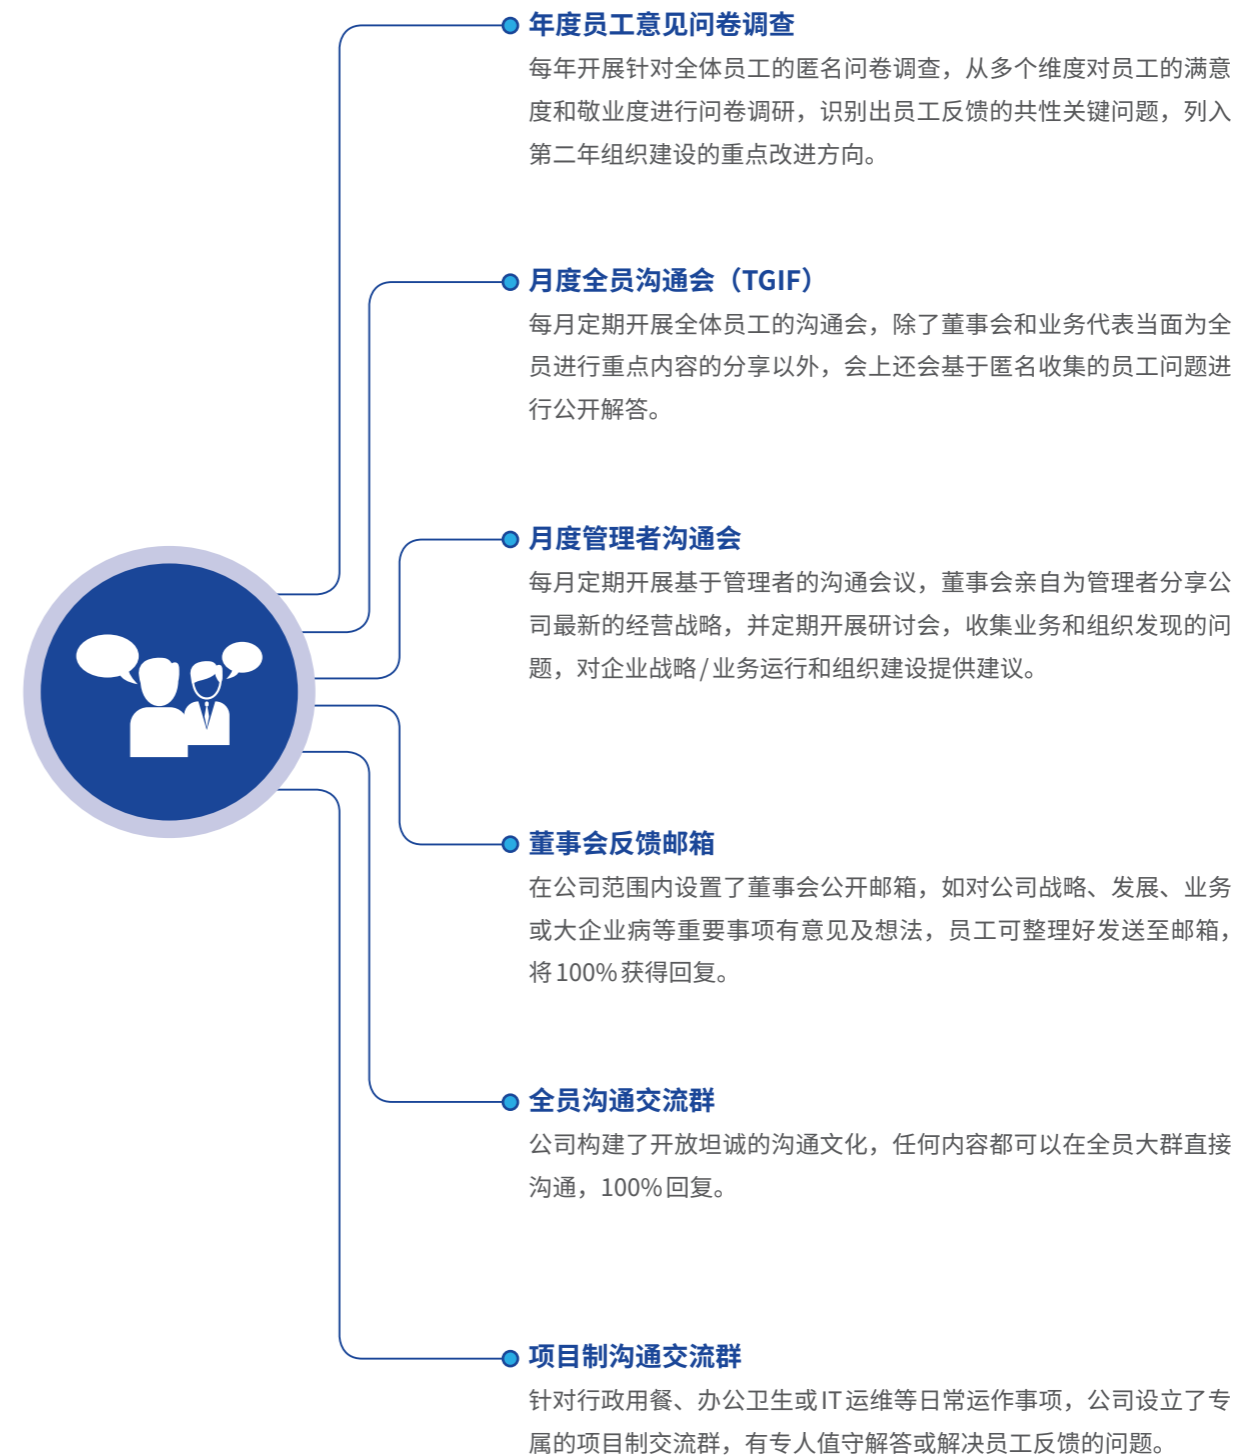 年度员工意见问卷调查
每年开展针对全体员工的匿名问卷调查，从多个维度对员工的满意
度和敬业度进行问卷调研，识别出员工反馈的共性关键问题，列入
第二年组织建设的重点改进方向。
月度全员沟通会（TGIF）
每月定期开展全体员工的沟通会，除了董事会和业务代表当面为全
员进行重点内容的分享以外，会上还会基于匿名收集的员工问题进
行公开解答。
月度管理者沟通会
每月定期开展基于管理者的沟通会议，董事会亲自为管理者分享公
司最新的经营战略，并定期开展研讨会，收集业务和组织发现的问
题，对企业战略/业务运行和组织建设提供建议。
董事会反馈邮箱
在公司范围内设置了董事会公开邮箱，如对公司战略、发展、业务
或大企业病等重要事项有意见及想法，员工可整理好发送至邮箱，
将100%获得回复。
全员沟通交流群
公司构建了开放坦诚的沟通文化，任何内容都可以在全员大群直接
沟通，100%回复。
项目制沟通交流群
针对行政用餐、办公卫生或IT运维等日常运作事项，公司设立了专
属的项目制交流群，有专人值守解答或解决员工反馈的问题。